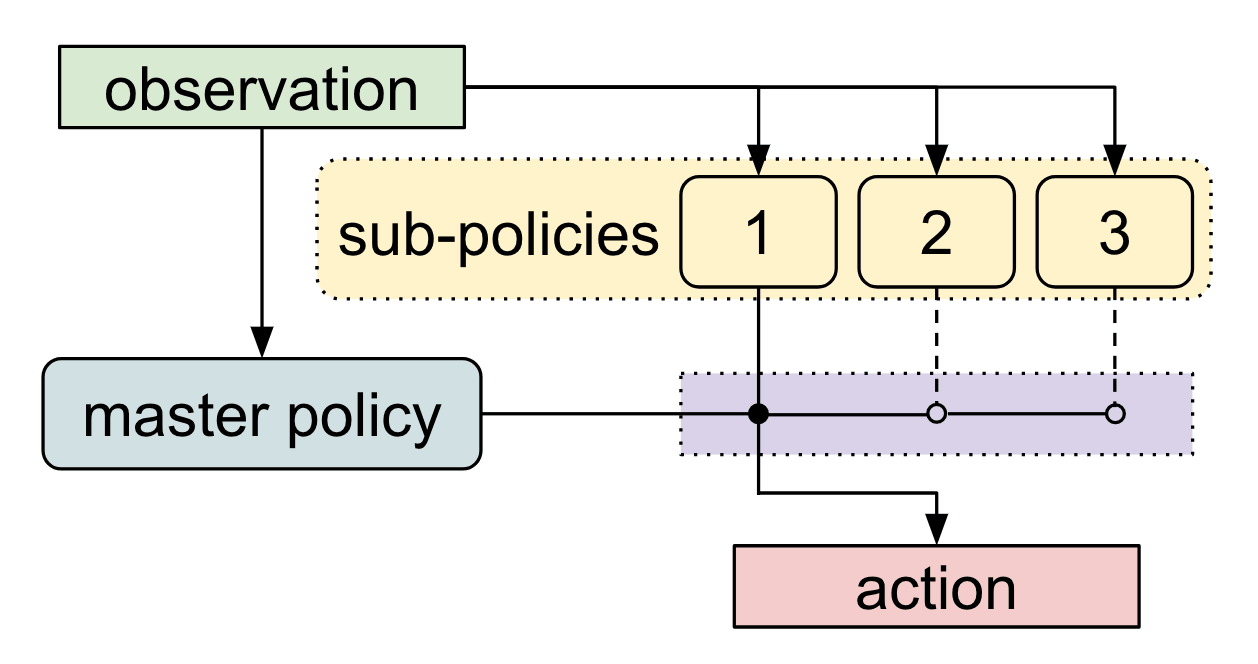 observation
sub-policies 1 2 3
master policy
action